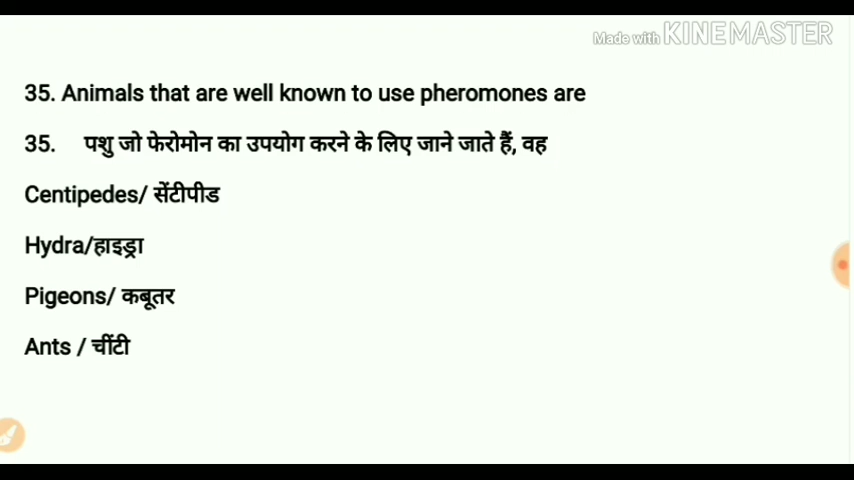 Made with KINEMASTER
35. Animals that are well known to use pheromones are
35. पशु जो फेरोमोन का उपयोग करने के लिए जाने जाते हैं, वह
Centipedes/ सेंटीपीड
Hydra/हाइड्रा
Pigeons/ कबूतर
Ants / चींटी